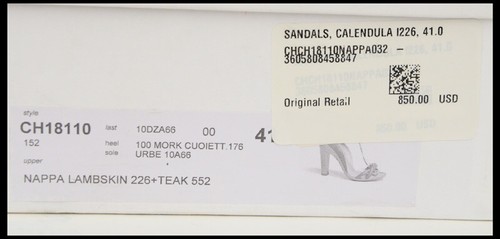 SANDALS, CALENDULA I226, 41.0
CHCH18110NAPPA032 -
3605808458847
Original Retail 850.00 USD
style
CH18110 last 10DZA66 00 41
152 heel 100 MORK CUOIETT.176
sole URBE 10A66
upper
NAPPA LAMBSKIN 226+TEAK 552